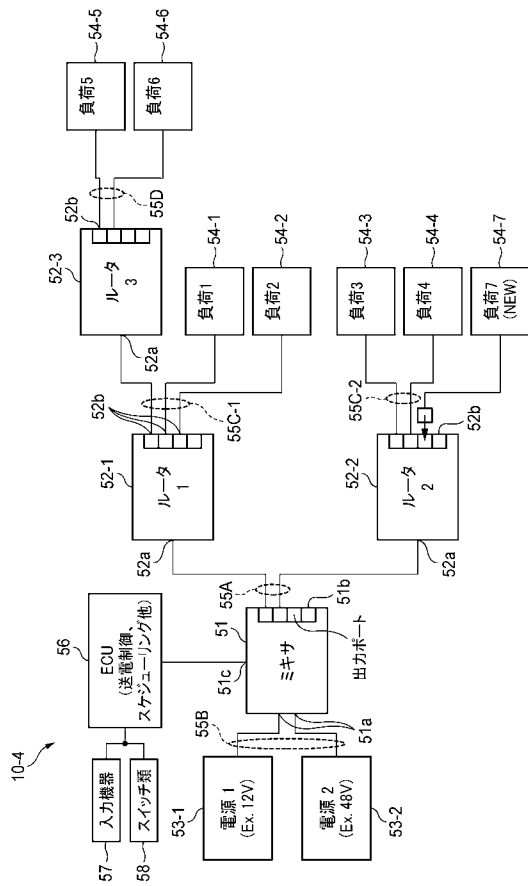 10-4
57
入力機器
58
スイッチ類
56
ECU
(送電制御、
スケジューリング他)
53-1
電源 1
(Ex. 12V)
53-2
電源 2
(Ex. 48V)
55B
51a
51c
51
ミキサ
51b
出力ポート
55A
52a
52-1
ルータ
1
52b
55C-1
52a
52-3
ルータ
3
52b
55D
負荷5
54-5
負荷6
54-6
負荷1
54-1
負荷2
54-2
52a
52-2
ルータ
2
52b
55C-2
負荷3
54-3
負荷4
54-4
負荷7
(NEW)
54-7